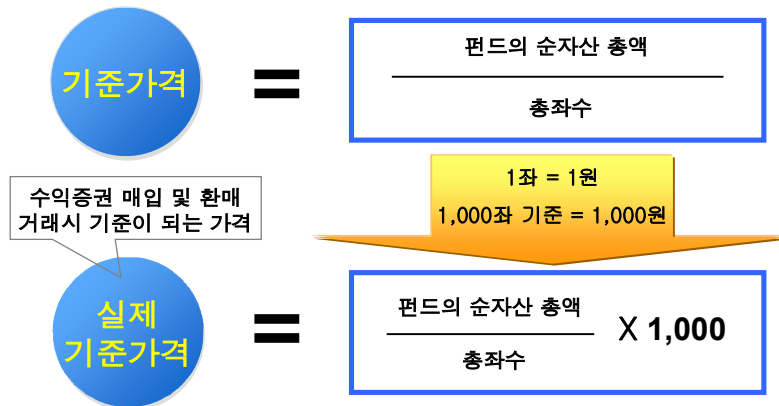 기준가격
=
펀드의 순자산 총액
총좌수
1좌 = 1원
1,000좌 기준 = 1,000원
수익증권 매입 및 환매
거래시 기준이 되는 가격
실제
기준가격
=
펀드의 순자산 총액
총좌수
X 1,000